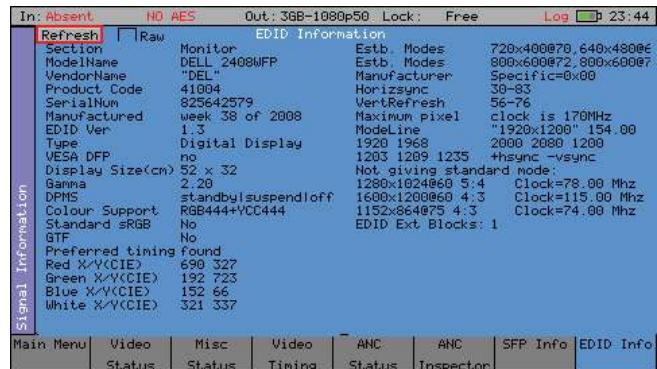 In: Absent NO AES Out: 3GB-1080p50 Lock: Free Log 23:44
Refresh Raw EDID Information
Section Monitor
ModelName DELL 2408WFP
VendorName "DEL"
Product Code 41004
SerialNum 825642579
Manufactured week 38 of 2008
EDID Ver 1.3
Type Digital Display
VESA DFP no
Display Size(cm) 52 x 32
Gamma 2.20
DPMS standby|suspend|off
Colour Support RGB444+YCC444
Standard sRGB No
GTF No
Preferred timing found
Red X/Y(CIE) 690 327
Green X/Y(CIE) 192 723
Blue X/Y(CIE) 152 66
White X/Y(CIE) 321 337
Estb. Modes 720x400@70,640x480@6
Estb. Modes 800x600@72,800x600@7
Manufacturer Specific=0x00
Horizsync 30-83
VertRefresh 56-76
Maximum pixel clock is 170MHz
ModeLine "1920x1200" 154.00
1920 1968 2000 2080 1200
1203 1209 1235 +hsync -vsync
Not giving standard mode:
1280x1024@60 5:4 Clock=78.00 Mhz
1600x1200@60 4:3 Clock=115.00 Mhz
1152x864@75 4:3 Clock=74.00 Mhz
EDID Ext Blocks: 1
Signal Information
Main Menu
Video Status
Misc Status
Video Timing
ANC Status
ANC Inspector
SFP Info
EDID Info